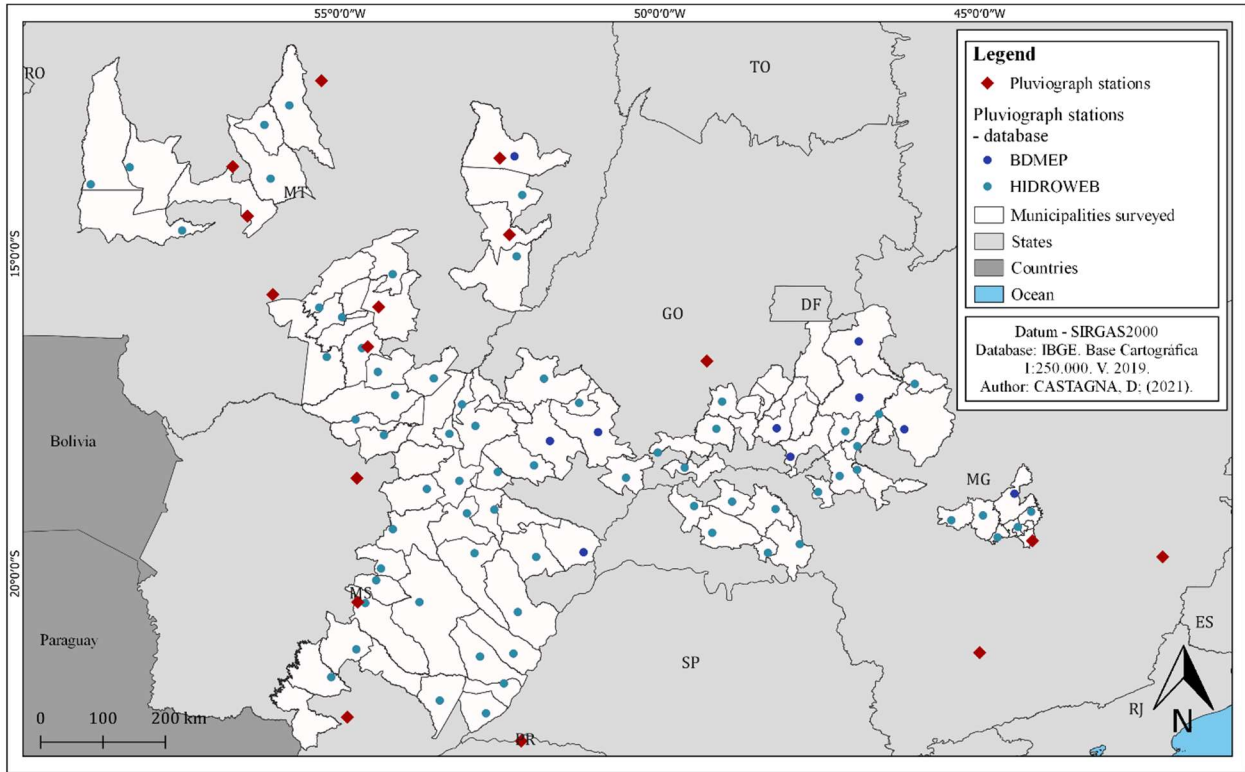 55°0'0"W 50°0'0"W 45°0'0"W
RO
TO
MT
15°0'0"S
GO
DF
Bolivia
MG
20°0'0"S
MS
Paraguay
ES
SP
RJ
PR
0 100 200 km
N
Legend
Pluviograph stations
Pluviograph stations
- database
BDMEP
HIDROWEB
Municipalities surveyed
States
Countries
Ocean
Datum - SIRGAS2000
Database: IBGE. Base Cartográfica
1:250.000. V. 2019.
Author: CASTAGNA, D; (2021).